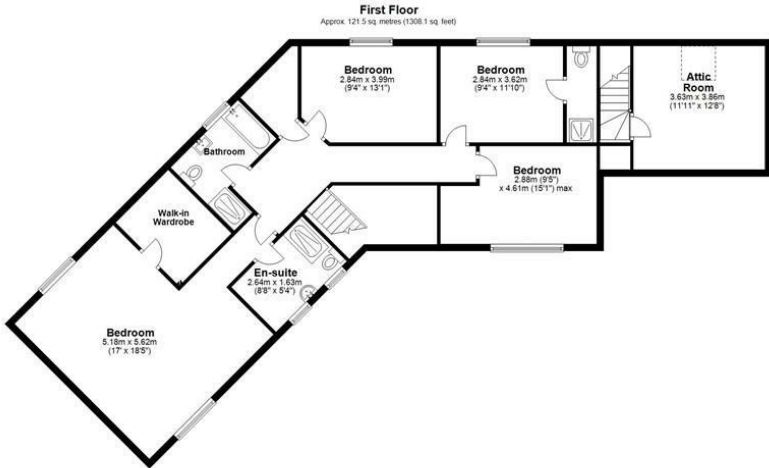 First Floor
Approx. 121.5 sq. metres (1308.1 sq. feet)
Bedroom
2.84m x 3.99m
(9'4" x 13'1")
Bedroom
2.84m x 3.62m
(9'4" x 11'10")
Attic
Room
3.63m x 3.86m
(11'11" x 12'8")
Bathroom
Bedroom
2.88m (9'5")
x 4.61m (15'1") max
Walk-in
Wardrobe
En-suite
2.64m x 1.63m
(8'8" x 5'4")
Bedroom
5.18m x 5.62m
(17' x 18'5")